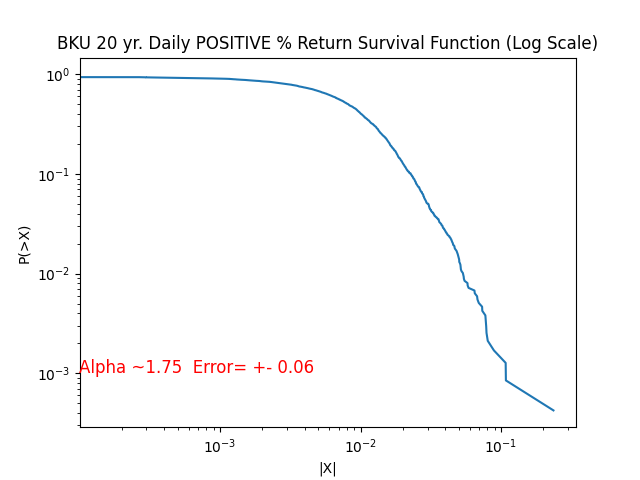 BKU 20 yr. Daily POSITIVE % Return Survival Function (Log Scale)
10⁰
10⁻¹
10⁻²
10⁻³
P(>X)
Alpha ~1.75  Error= +- 0.06
10⁻³ 10⁻² 10⁻¹
|X|